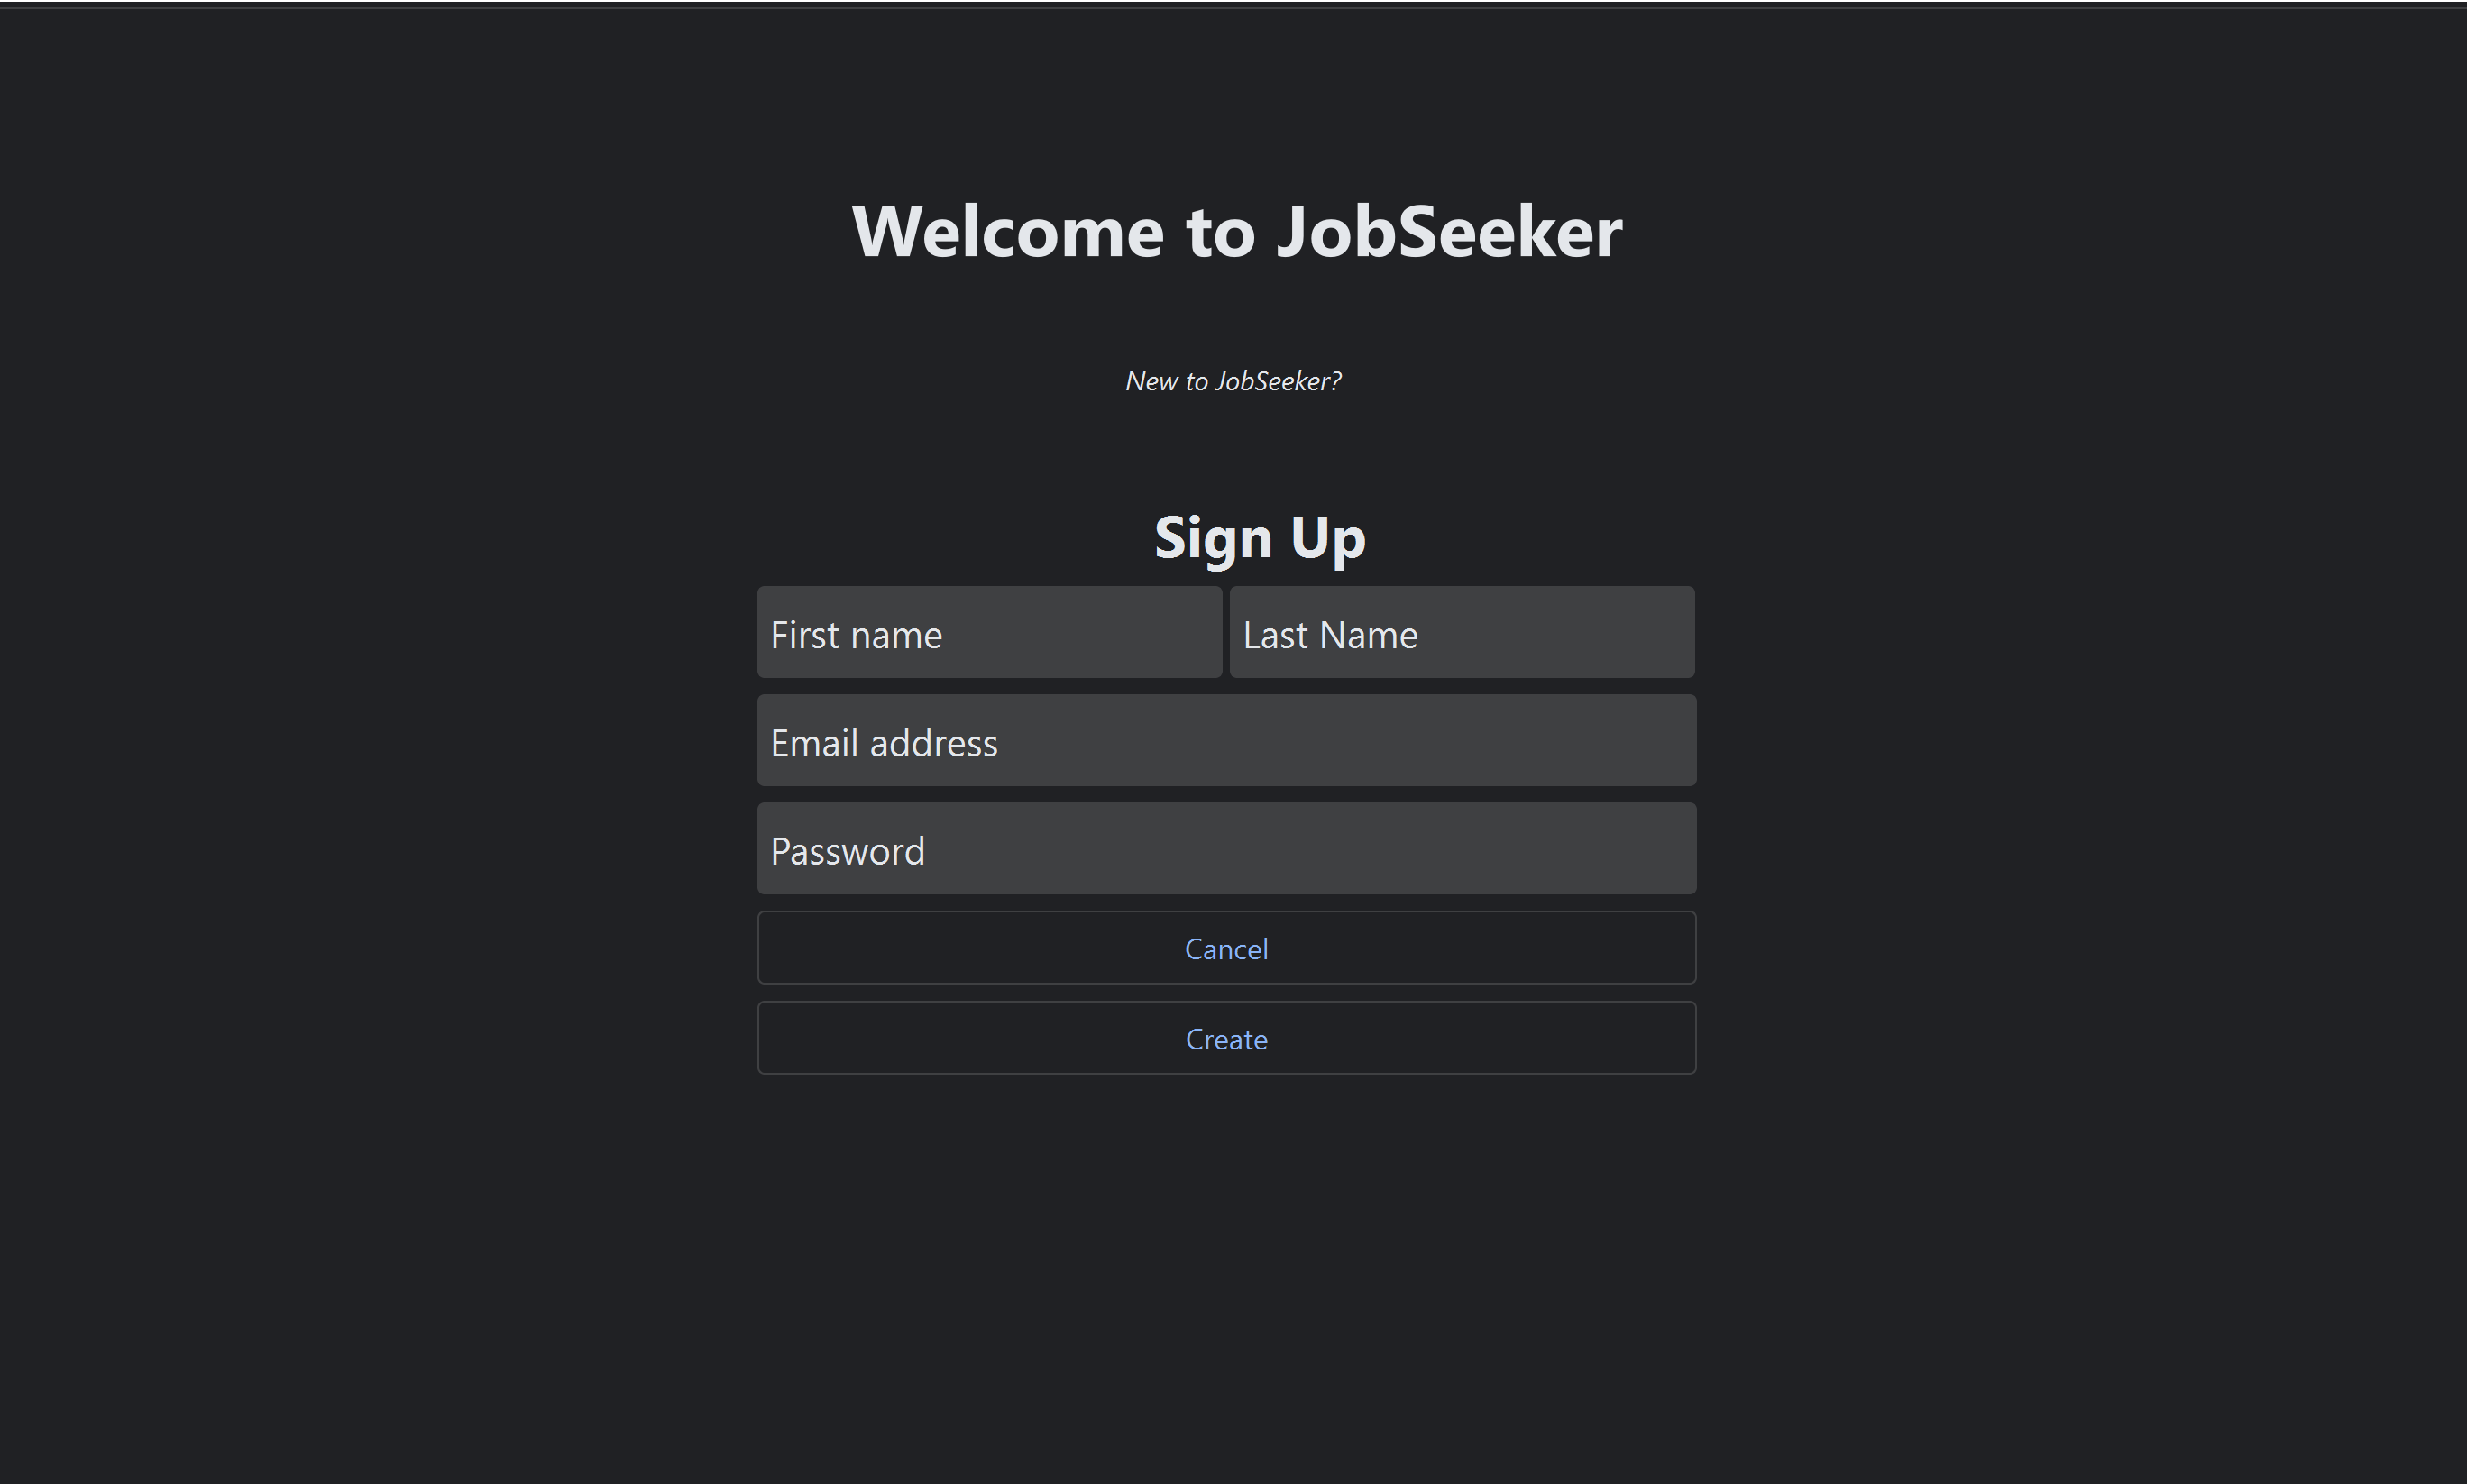 Welcome to JobSeeker
New to JobSeeker?
Sign Up
First name Last Name
Email address
Password
Cancel
Create